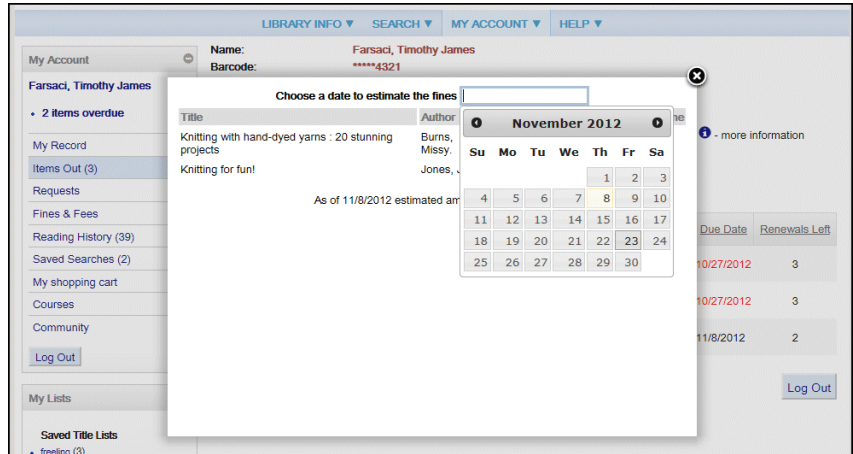 LIBRARY INFO ▼ SEARCH ▼ MY ACCOUNT ▼ HELP ▼
My Account
Farsaci, Timothy James
• 2 items overdue
My Record
Items Out (3)
Requests
Fines & Fees
Reading History (39)
Saved Searches (2)
My shopping cart
Courses
Community
Log Out
My Lists
Saved Title Lists
• freeling (3)
Name: Farsaci, Timothy James
Barcode: *****4321
Choose a date to estimate the fines
Title Author ne
Knitting with hand-dyed yarns : 20 stunning
projects
Burns,
Missy.
Knitting for fun! Jones, J
As of 11/8/2012 estimated am
November 2012
Su Mo Tu We Th Fr Sa
1 2 3
4 5 6 7 8 9 10
11 12 13 14 15 16 17
18 19 20 21 22 23 24
25 26 27 28 29 30
- more information
Due Date Renewals Left
10/27/2012 3
10/27/2012 3
11/8/2012 2
Log Out